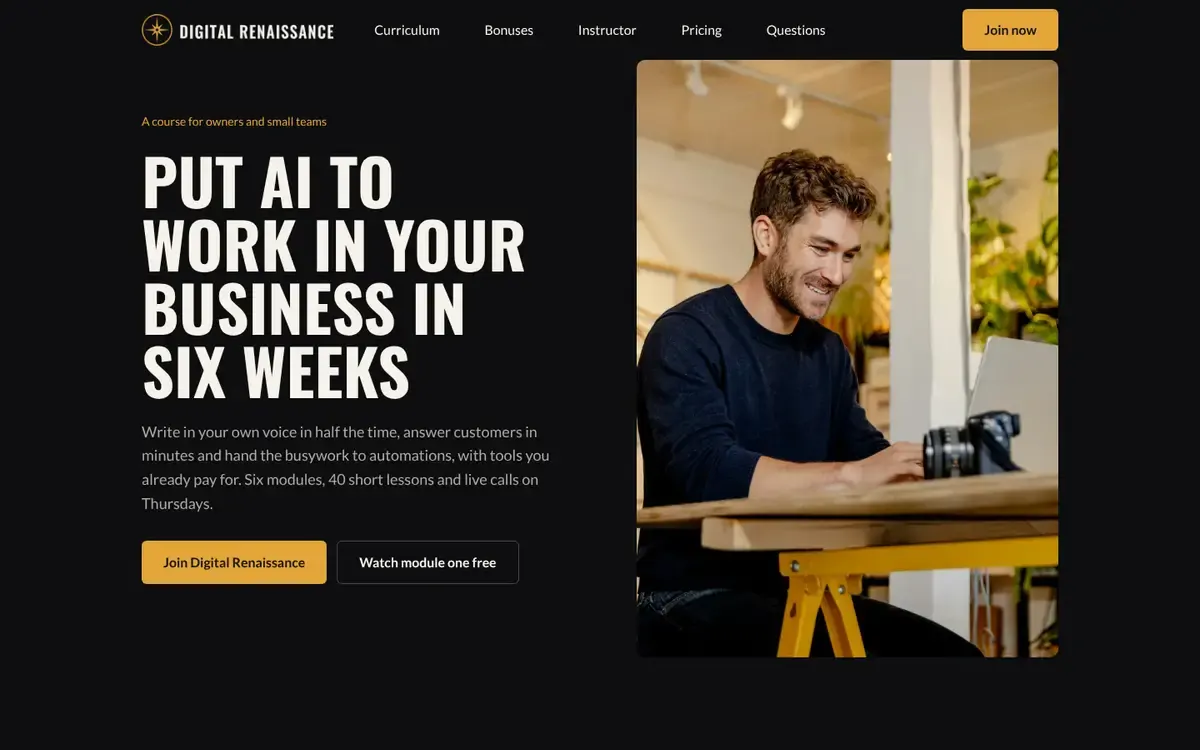 DIGITAL RENAISSANCE
Curriculum
Bonuses
Instructor
Pricing
Questions
Join now
A course for owners and small teams
PUT AI TO
WORK IN YOUR
BUSINESS IN
SIX WEEKS
Write in your own voice in half the time, answer customers in
minutes and hand the busywork to automations, with tools you
already pay for. Six modules, 40 short lessons and live calls on
Thursdays.
Join Digital Renaissance
Watch module one free